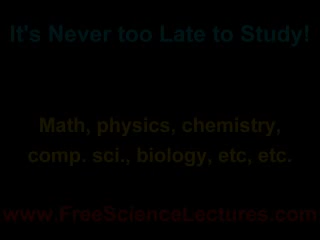 It's Never too Late to Study!
Math, physics, chemistry,
comp. sci., biology, etc, etc.
www.FreeScienceLectures.com